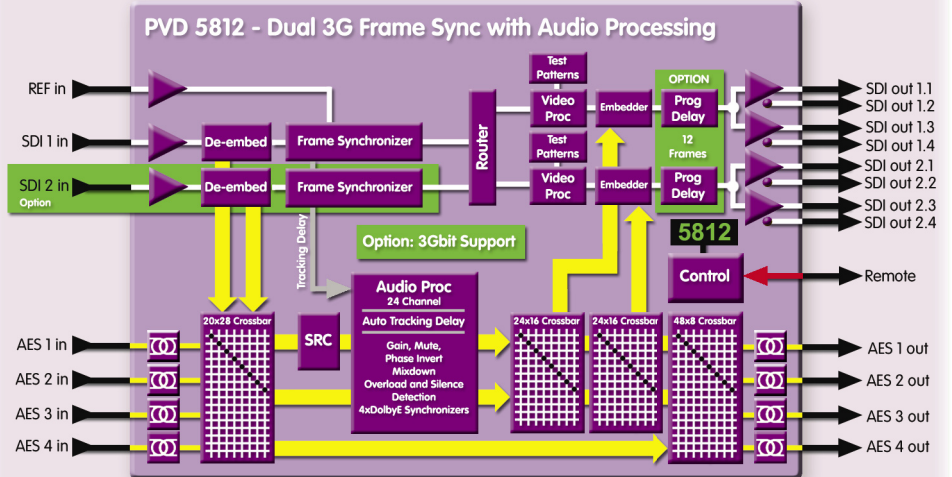 PVD 5812 - Dual 3G Frame Sync with Audio Processing
REF in
SDI 1 in
SDI 2 in
Option
De-embed
Frame Synchronizer
De-embed
Frame Synchronizer
Router
Test
Patterns
Video
Proc
Test
Patterns
Video
Proc
Embedder
Embedder
OPTION
Prog
Delay
12
Frames
Prog
Delay
SDI out 1.1
SDI out 1.2
SDI out 1.3
SDI out 1.4
SDI out 2.1
SDI out 2.2
SDI out 2.3
SDI out 2.4
Tracking Delay
Option: 3Gbit Support
5812
Control
Remote
Audio Proc
24 Channel
Auto Tracking Delay
Gain, Mute,
Phase Invert
Mixdown
Overload and Silence
Detection
4xDolbyE Synchronizers
20x28 Crossbar
SRC
24x16 Crossbar
24x16 Crossbar
48x8 Crossbar
AES 1 in
AES 2 in
AES 3 in
AES 4 in
AES 1 out
AES 2 out
AES 3 out
AES 4 out